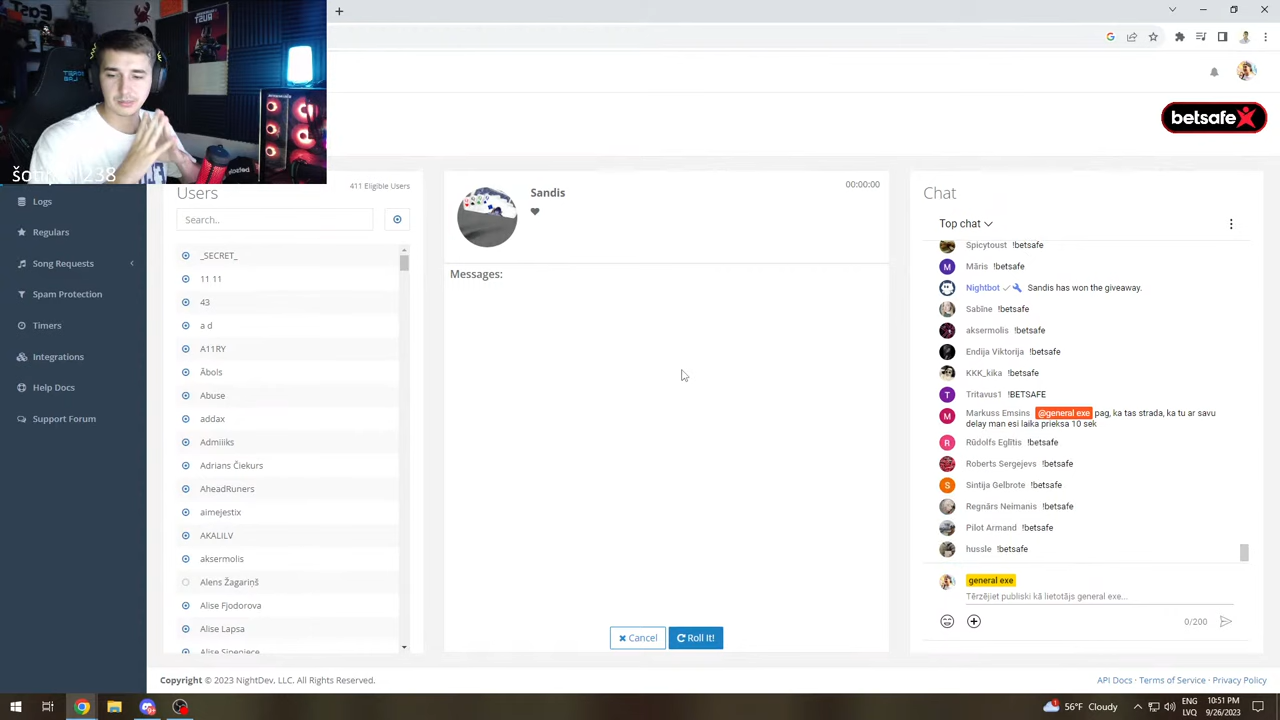 betsafe
238
Logs
Regulars
Song Requests
Spam Protection
Timers
Integrations
Help Docs
Support Forum
Users
411 Eligible Users
Search..
_SECRET_
11 11
43
a d
A11RY
Ābols
Abuse
addax
Admiiiks
Adrians Čiekurs
AheadRuners
aimejestix
AKALILV
aksermolis
Alens Žagariņš
Alise Fjodorova
Alise Lapsa
Sandis
00:00:00
Messages:
Cancel
Roll It!
Chat
Top chat
Spicytoust !betsafe
Māris !betsafe
Nightbot Sandis has won the giveaway.
Sabīne !betsafe
aksermolis !betsafe
Endija Viktorija !betsafe
KKK_kika !betsafe
Tritavus1 !BETSAFE
Markuss Emsins @general exe pag, ka tas strada, ka tu ar savu
delay man esi laika prieksa 10 sek
Rūdolfs Eglītis !betsafe
Roberts Sergejevs !betsafe
Sintija Gelbrote !betsafe
Regnārs Neimanis !betsafe
Pilot Armand !betsafe
hussle !betsafe
general exe
Tērzējiet publiski kā lietotājs general exe...
0/200
Copyright © 2023 NightDev, LLC. All Rights Reserved.
API Docs · Terms of Service · Privacy Policy
56°F Cloudy
ENG
LVQ
10:51 PM
9/26/2023